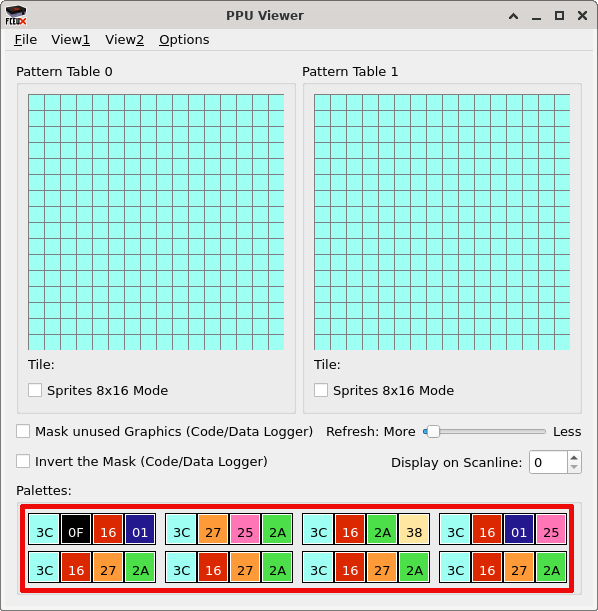 PPU Viewer
FCEUX
File View1 View2 Options
Pattern Table 0 Pattern Table 1
Tile: Tile:
Sprites 8x16 Mode Sprites 8x16 Mode
Mask unused Graphics (Code/Data Logger) Refresh: More Less
Invert the Mask (Code/Data Logger) Display on Scanline: 0
Palettes:
3C 0F 16 01 3C 27 25 2A 3C 16 2A 38 3C 16 01 25
3C 16 27 2A 3C 16 27 2A 3C 16 27 2A 3C 16 27 2A